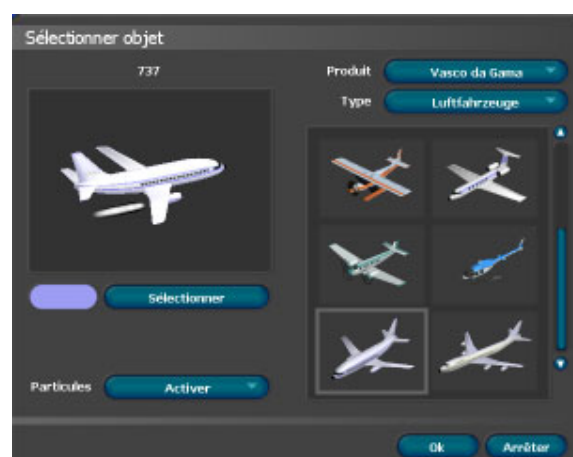 Sélectionner objet
737
Produit Vasco da Gama
Type Luftfahrzeuge
Sélectionner
Particules Activer
Ok Arrêter